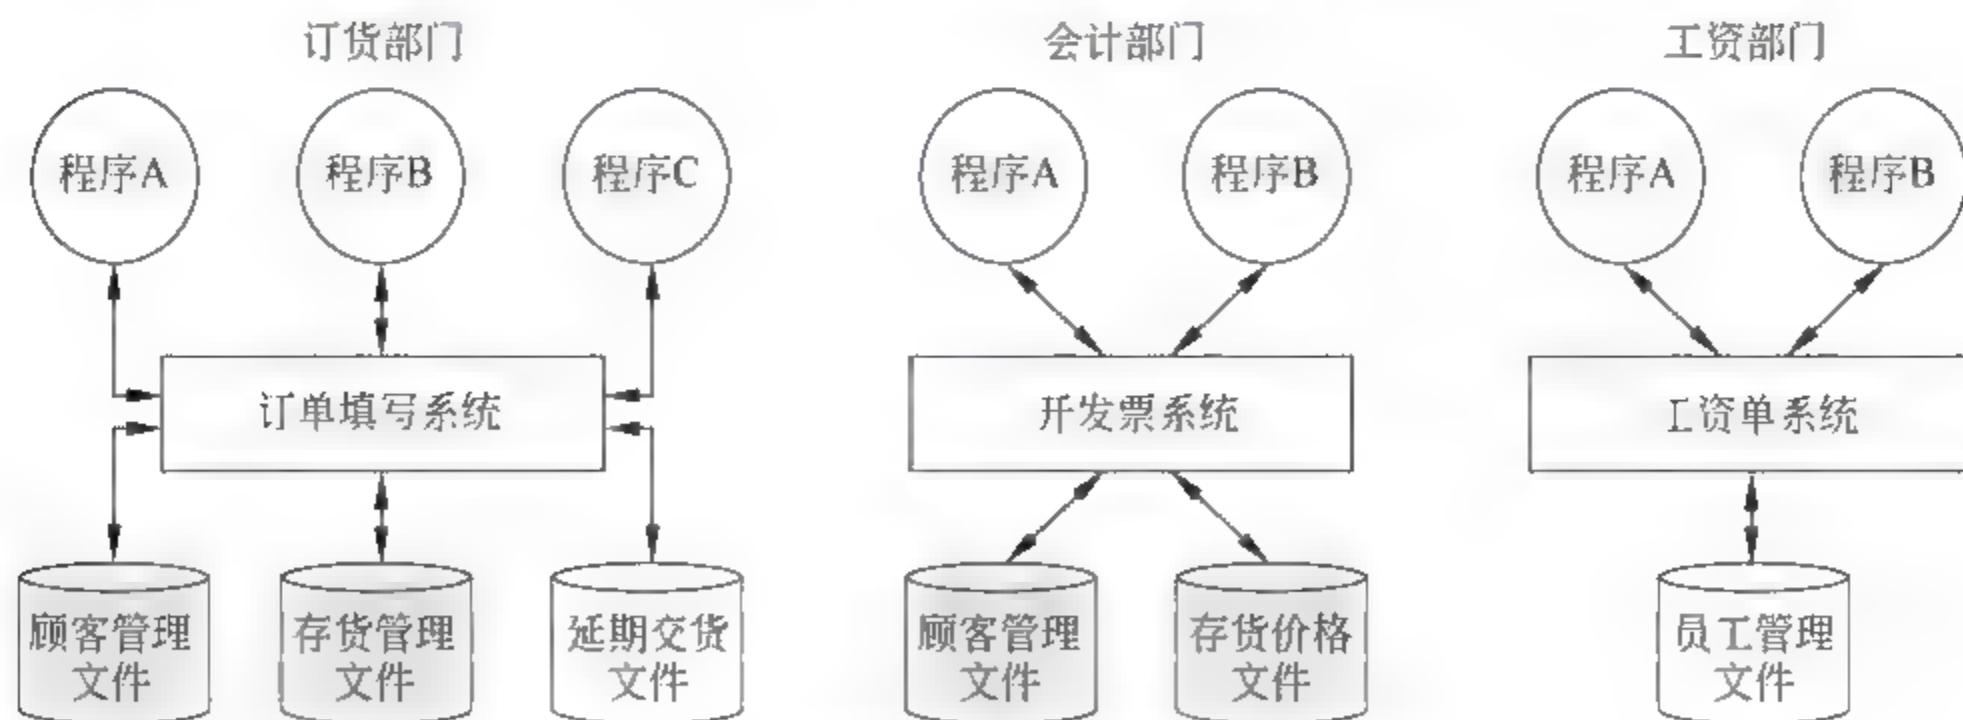 订货部门 会计部门 工资部门
程序A 程序B 程序C 程序A 程序B 程序A 程序B
订单填写系统 开发票系统 工资单系统
顾客管理文件
存货管理文件
延期交货文件
顾客管理文件
存货价格文件
员工管理文件